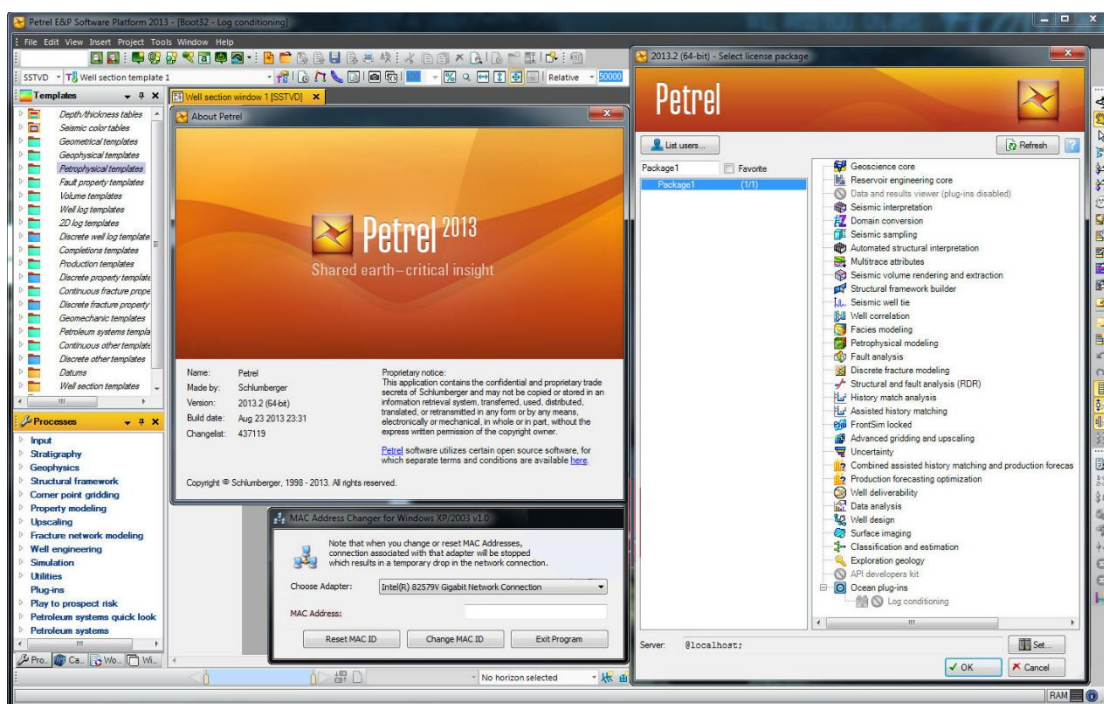 Petrel E&P Software Platform 2013 - [Boot32 - Log conditioning]
File Edit View Insert Project Tools Window Help
SSTVD
Well section template 1
Relative
50000
Templates
Depth/thickness tables
Seismic color tables
Geometrical templates
Geophysical templates
Petrophysical templates
Fault property templates
Volume templates
Well log templates
2D log templates
Discrete well log template
Completions templates
Production templates
Discrete property template
Continuous fracture prope
Discrete fracture property
Geomechanic templates
Petroleum systems templa
Continuous other template
Discrete other templates
Datums
Well section templates
Processes
Input
Stratigraphy
Geophysics
Structural framework
Corner point gridding
Property modeling
Upscaling
Fracture network modeling
Well engineering
Simulation
Utilities
Plug-ins
Play to prospect risk
Petroleum systems quick look
Petroleum systems
Pro...
Ca...
Wo...
Wi...
Well section window 1 [SSTVD]
About Petrel
Petrel 2013
Shared earth–critical insight
Name: Petrel
Made by: Schlumberger
Version: 2013.2 (64-bit)
Build date: Aug 23 2013 23:31
Changelist: 437119
Proprietary notice:
This application contains the confidential and proprietary trade
secrets of Schlumberger and may not be copied or stored in an
information retrieval system, transferred, used, distributed,
translated, or retransmitted in any form or by any means,
electronically or mechanical, in whole or in part, without the
express written permission of the copyright owner.
Petrel software utilizes certain open source software, for
which separate terms and conditions are available here.
Copyright © Schlumberger, 1998 - 2013. All rights reserved.
MAC Address Changer for Windows XP/2003 v1.0
Note that when you change or reset MAC Addresses,
connection associated with that adapter will be stopped
which results in a temporary drop in the network connection.
Choose Adapter:
Intel(R) 82579V Gigabit Network Connection
MAC Address:
Reset MAC ID
Change MAC ID
Exit Program
No horizon selected
2013.2 (64-bit) - Select license package
Petrel
List users...
Refresh
Package1
Favorite
Package1 (1/1)
Geoscience core
Reservoir engineering core
Data and results viewer (plug-ins disabled)
Seismic interpretation
Domain conversion
Seismic sampling
Automated structural interpretation
Multitrace attributes
Seismic volume rendering and extraction
Structural framework builder
Seismic well tie
Well correlation
Facies modeling
Petrophysical modeling
Fault analysis
Discrete fracture modeling
Structural and fault analysis (RDR)
History match analysis
Assisted history matching
FrontSim locked
Advanced gridding and upscaling
Uncertainty
Combined assisted history matching and production forecas
Production forecasting optimization
Well deliverability
Data analysis
Well design
Surface imaging
Classification and estimation
Exploration geology
API developers kit
Ocean plug-ins
Log conditioning
Server: @localhost;
Set...
OK
Cancel
RAM